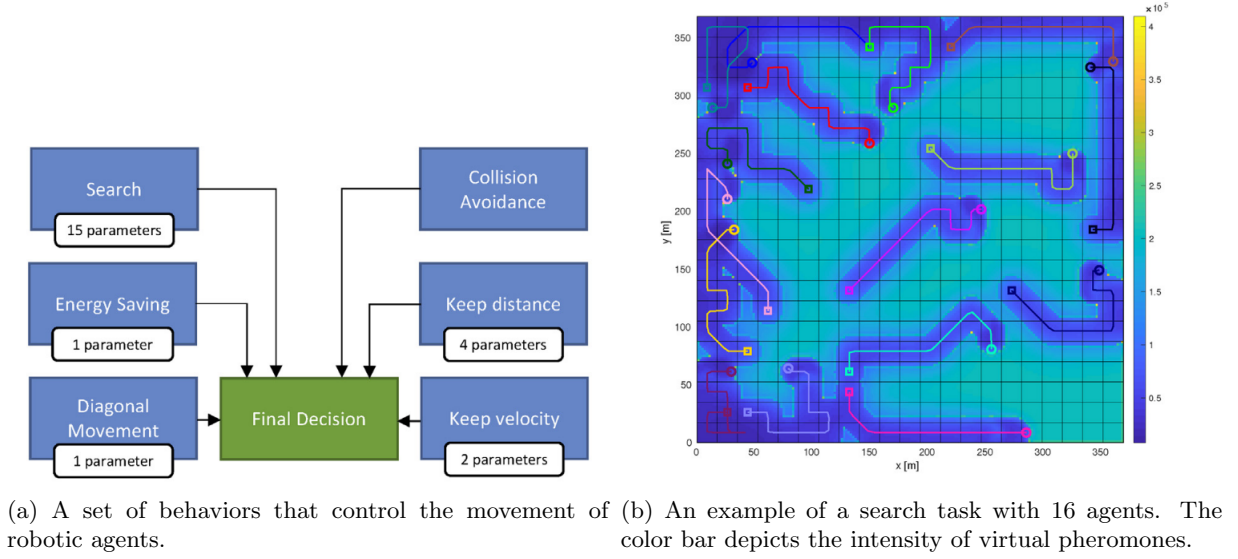 Search
15 parameters
Collision
Avoidance
Energy Saving
1 parameter
Keep distance
4 parameters
Diagonal
Movement
1 parameter
Final Decision
Keep velocity
2 parameters
(a) A set of behaviors that control the movement of
robotic agents.
× 10⁵
350
300
250
200
150
100
50
0
y [m]
0
50
100
150
200
250
300
350
x [m]
4
3.5
3
2.5
2
1.5
1
0.5
(b) An example of a search task with 16 agents. The
color bar depicts the intensity of virtual pheromones.